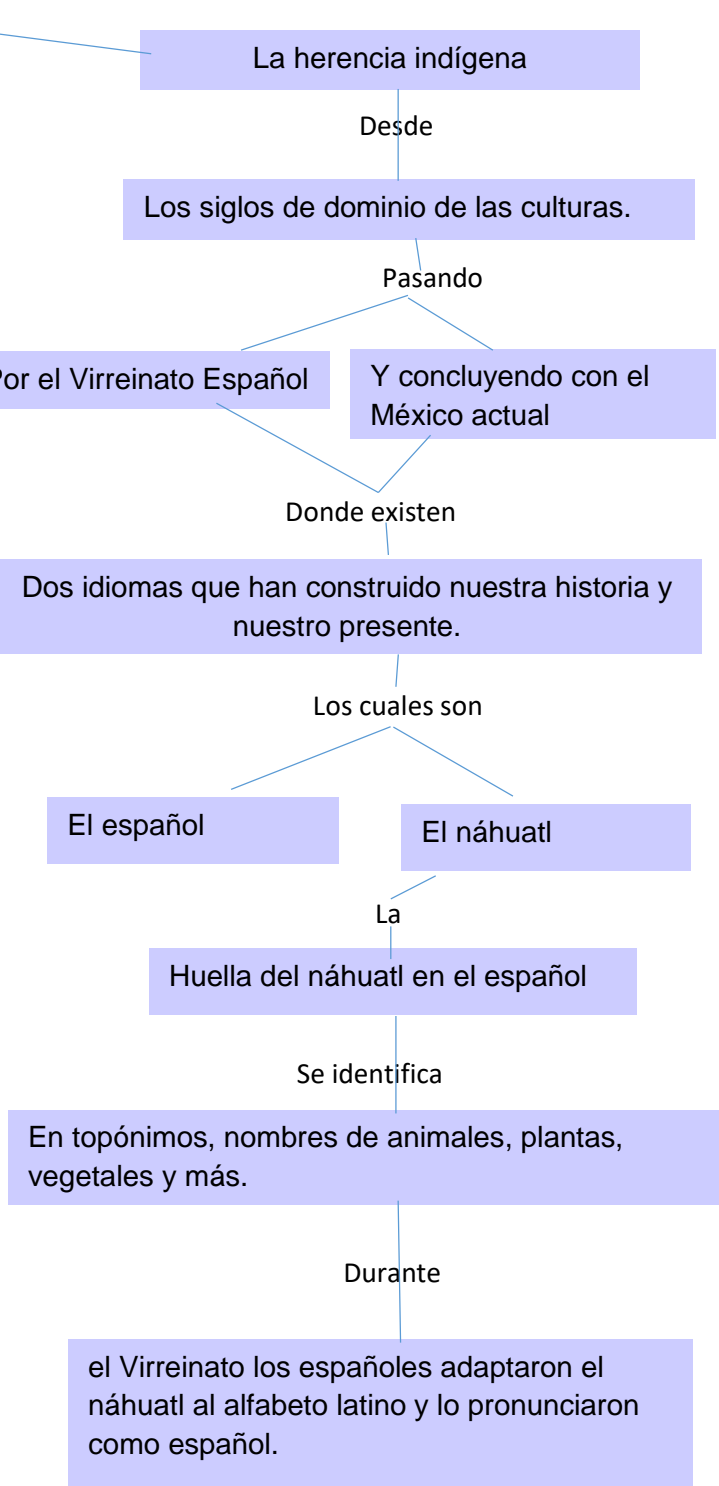 La herencia indígena
Desde
Los siglos de dominio de las culturas.
Pasando
Por el Virreinato Español
Y concluyendo con el
México actual
Donde existen
Dos idiomas que han construido nuestra historia y
nuestro presente.
Los cuales son
El español
El náhuatl
La
Huella del náhuatl en el español
Se identifica
En topónimos, nombres de animales, plantas,
vegetales y más.
Durante
el Virreinato los españoles adaptaron el
náhuatl al alfabeto latino y lo pronunciaron
como español.